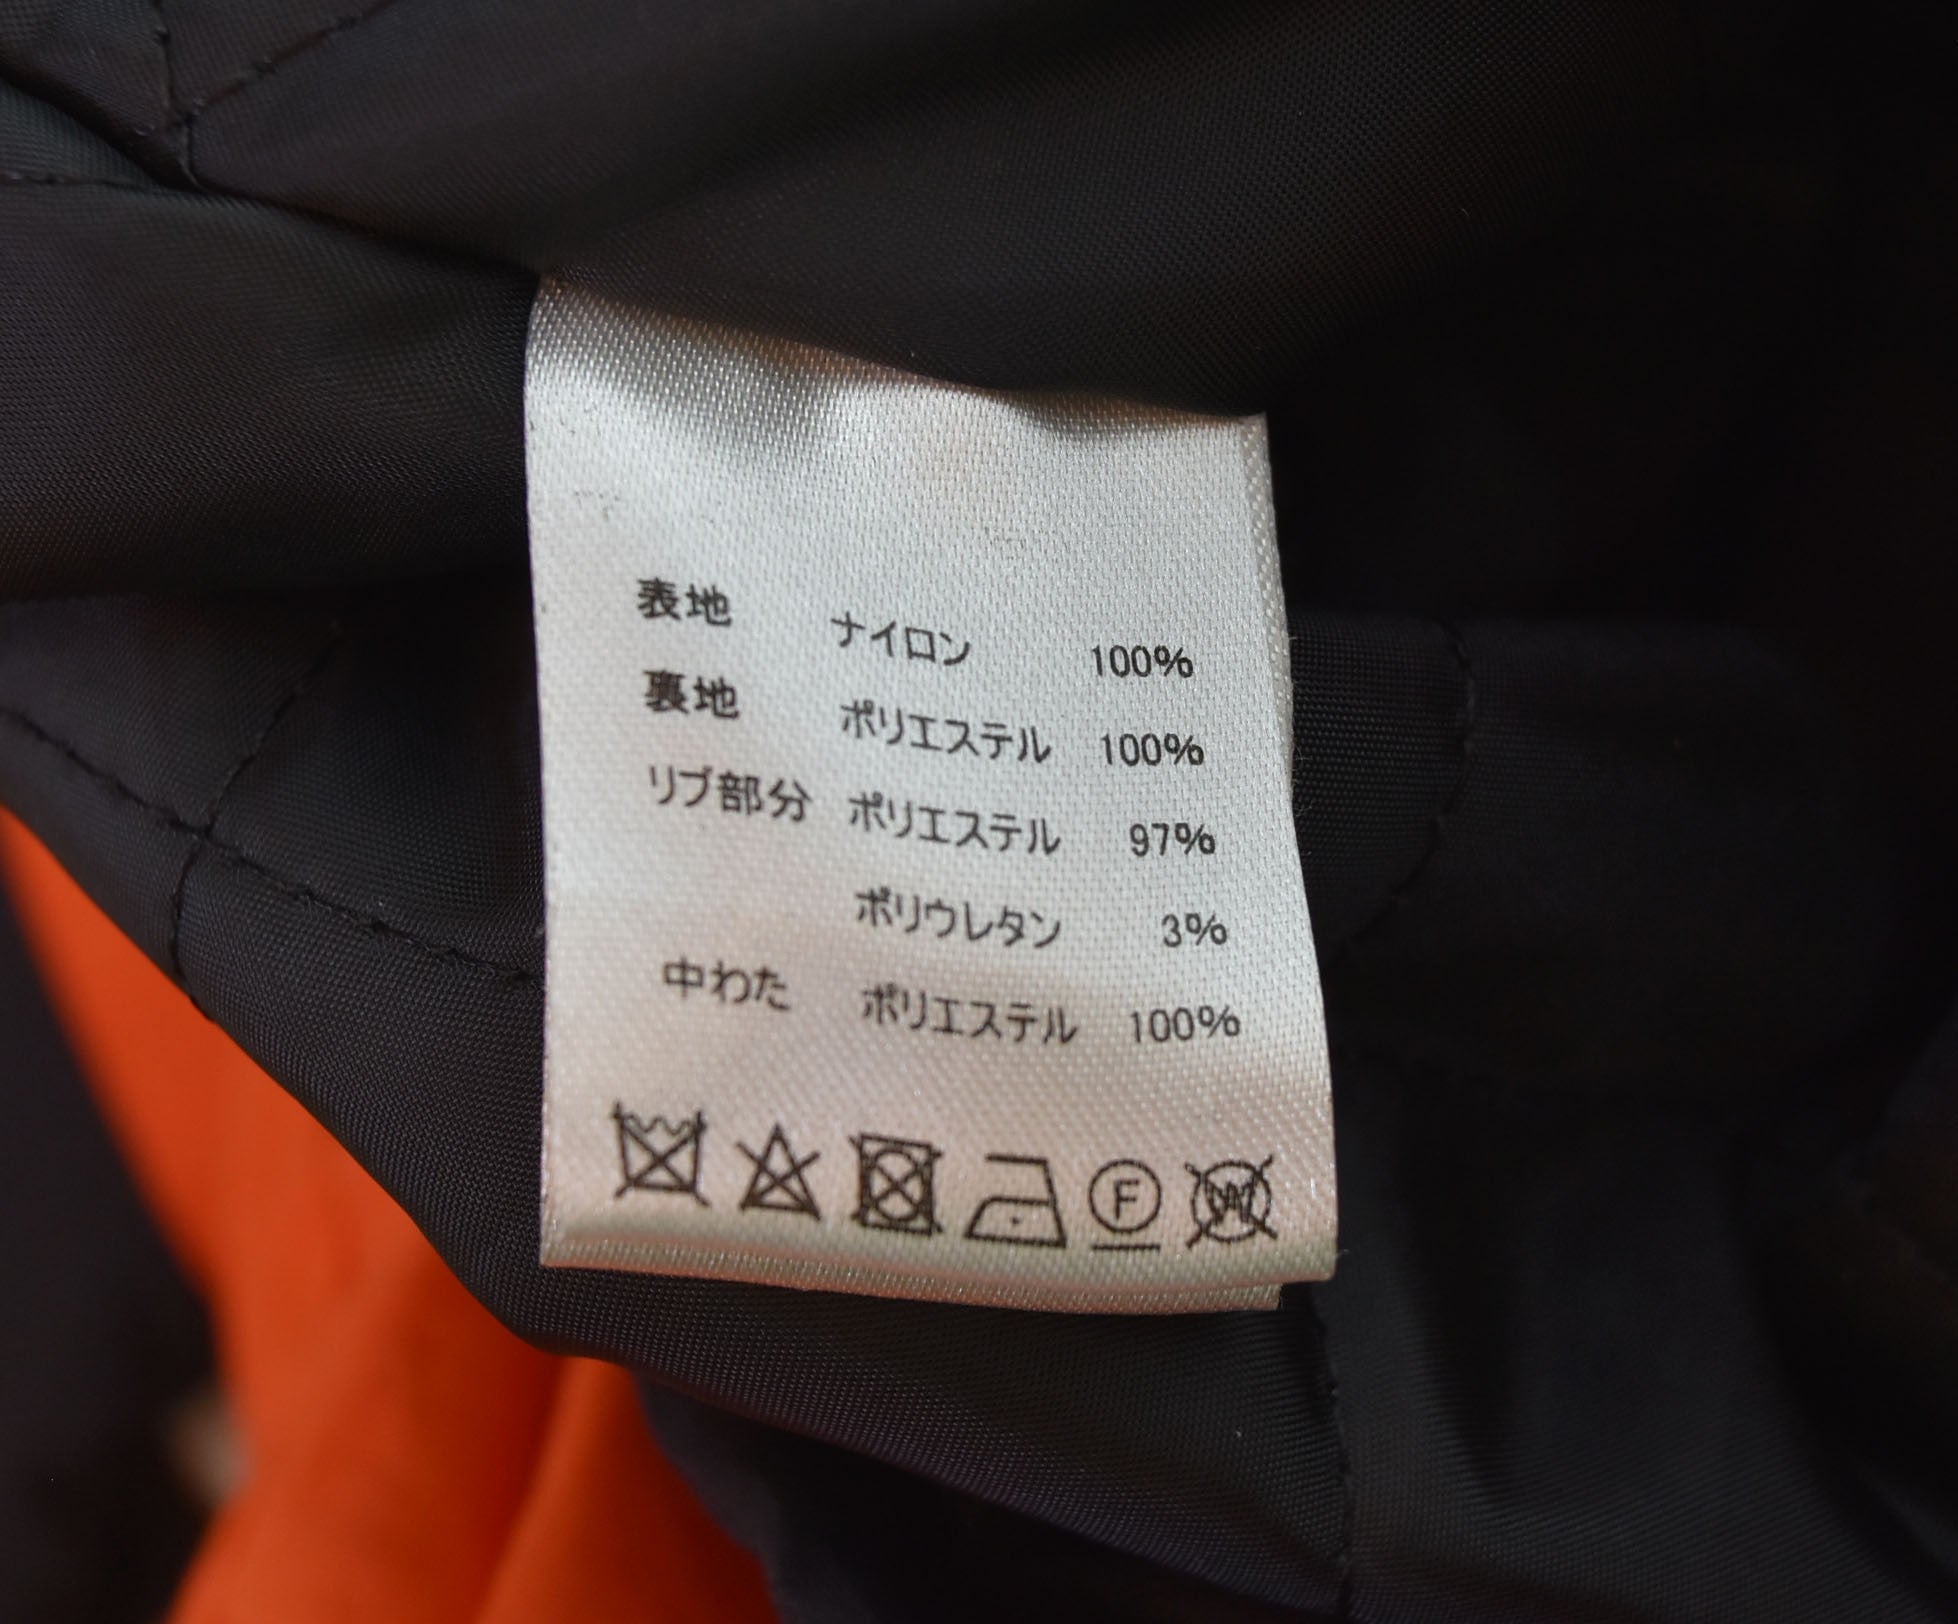 表地 ナイロン 100%
裏地 ポリエステル 100%
リブ部分 ポリエステル 97%
ポリウレタン 3%
中わた ポリエステル 100%
F W